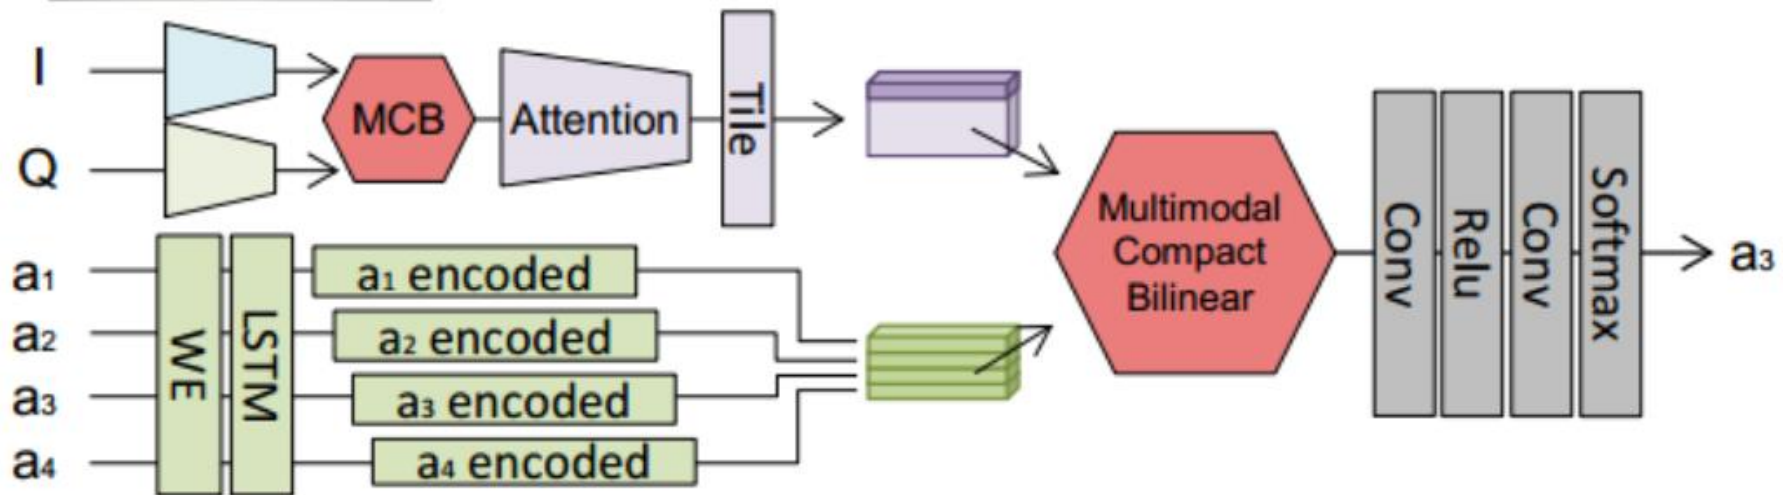 I
Q
MCB
Attention
Tile
a1
a2
a3
a4
WE
LSTM
a1 encoded
a2 encoded
a3 encoded
a4 encoded
Multimodal
Compact
Bilinear
Conv
Relu
Conv
Softmax
a3